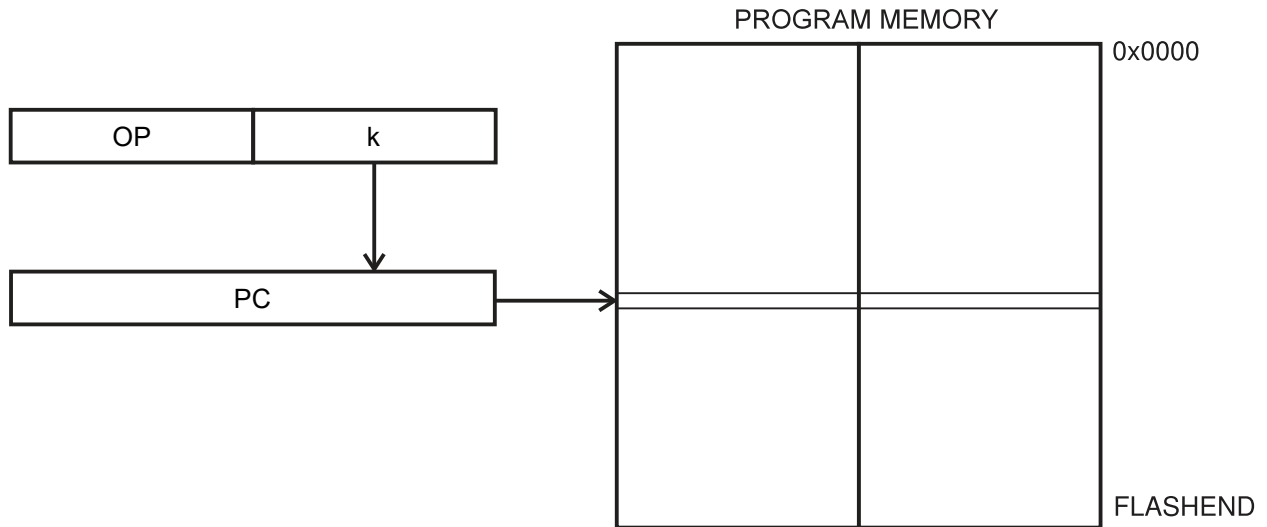 PROGRAM MEMORY
0x0000
OP
k
PC
FLASHEND